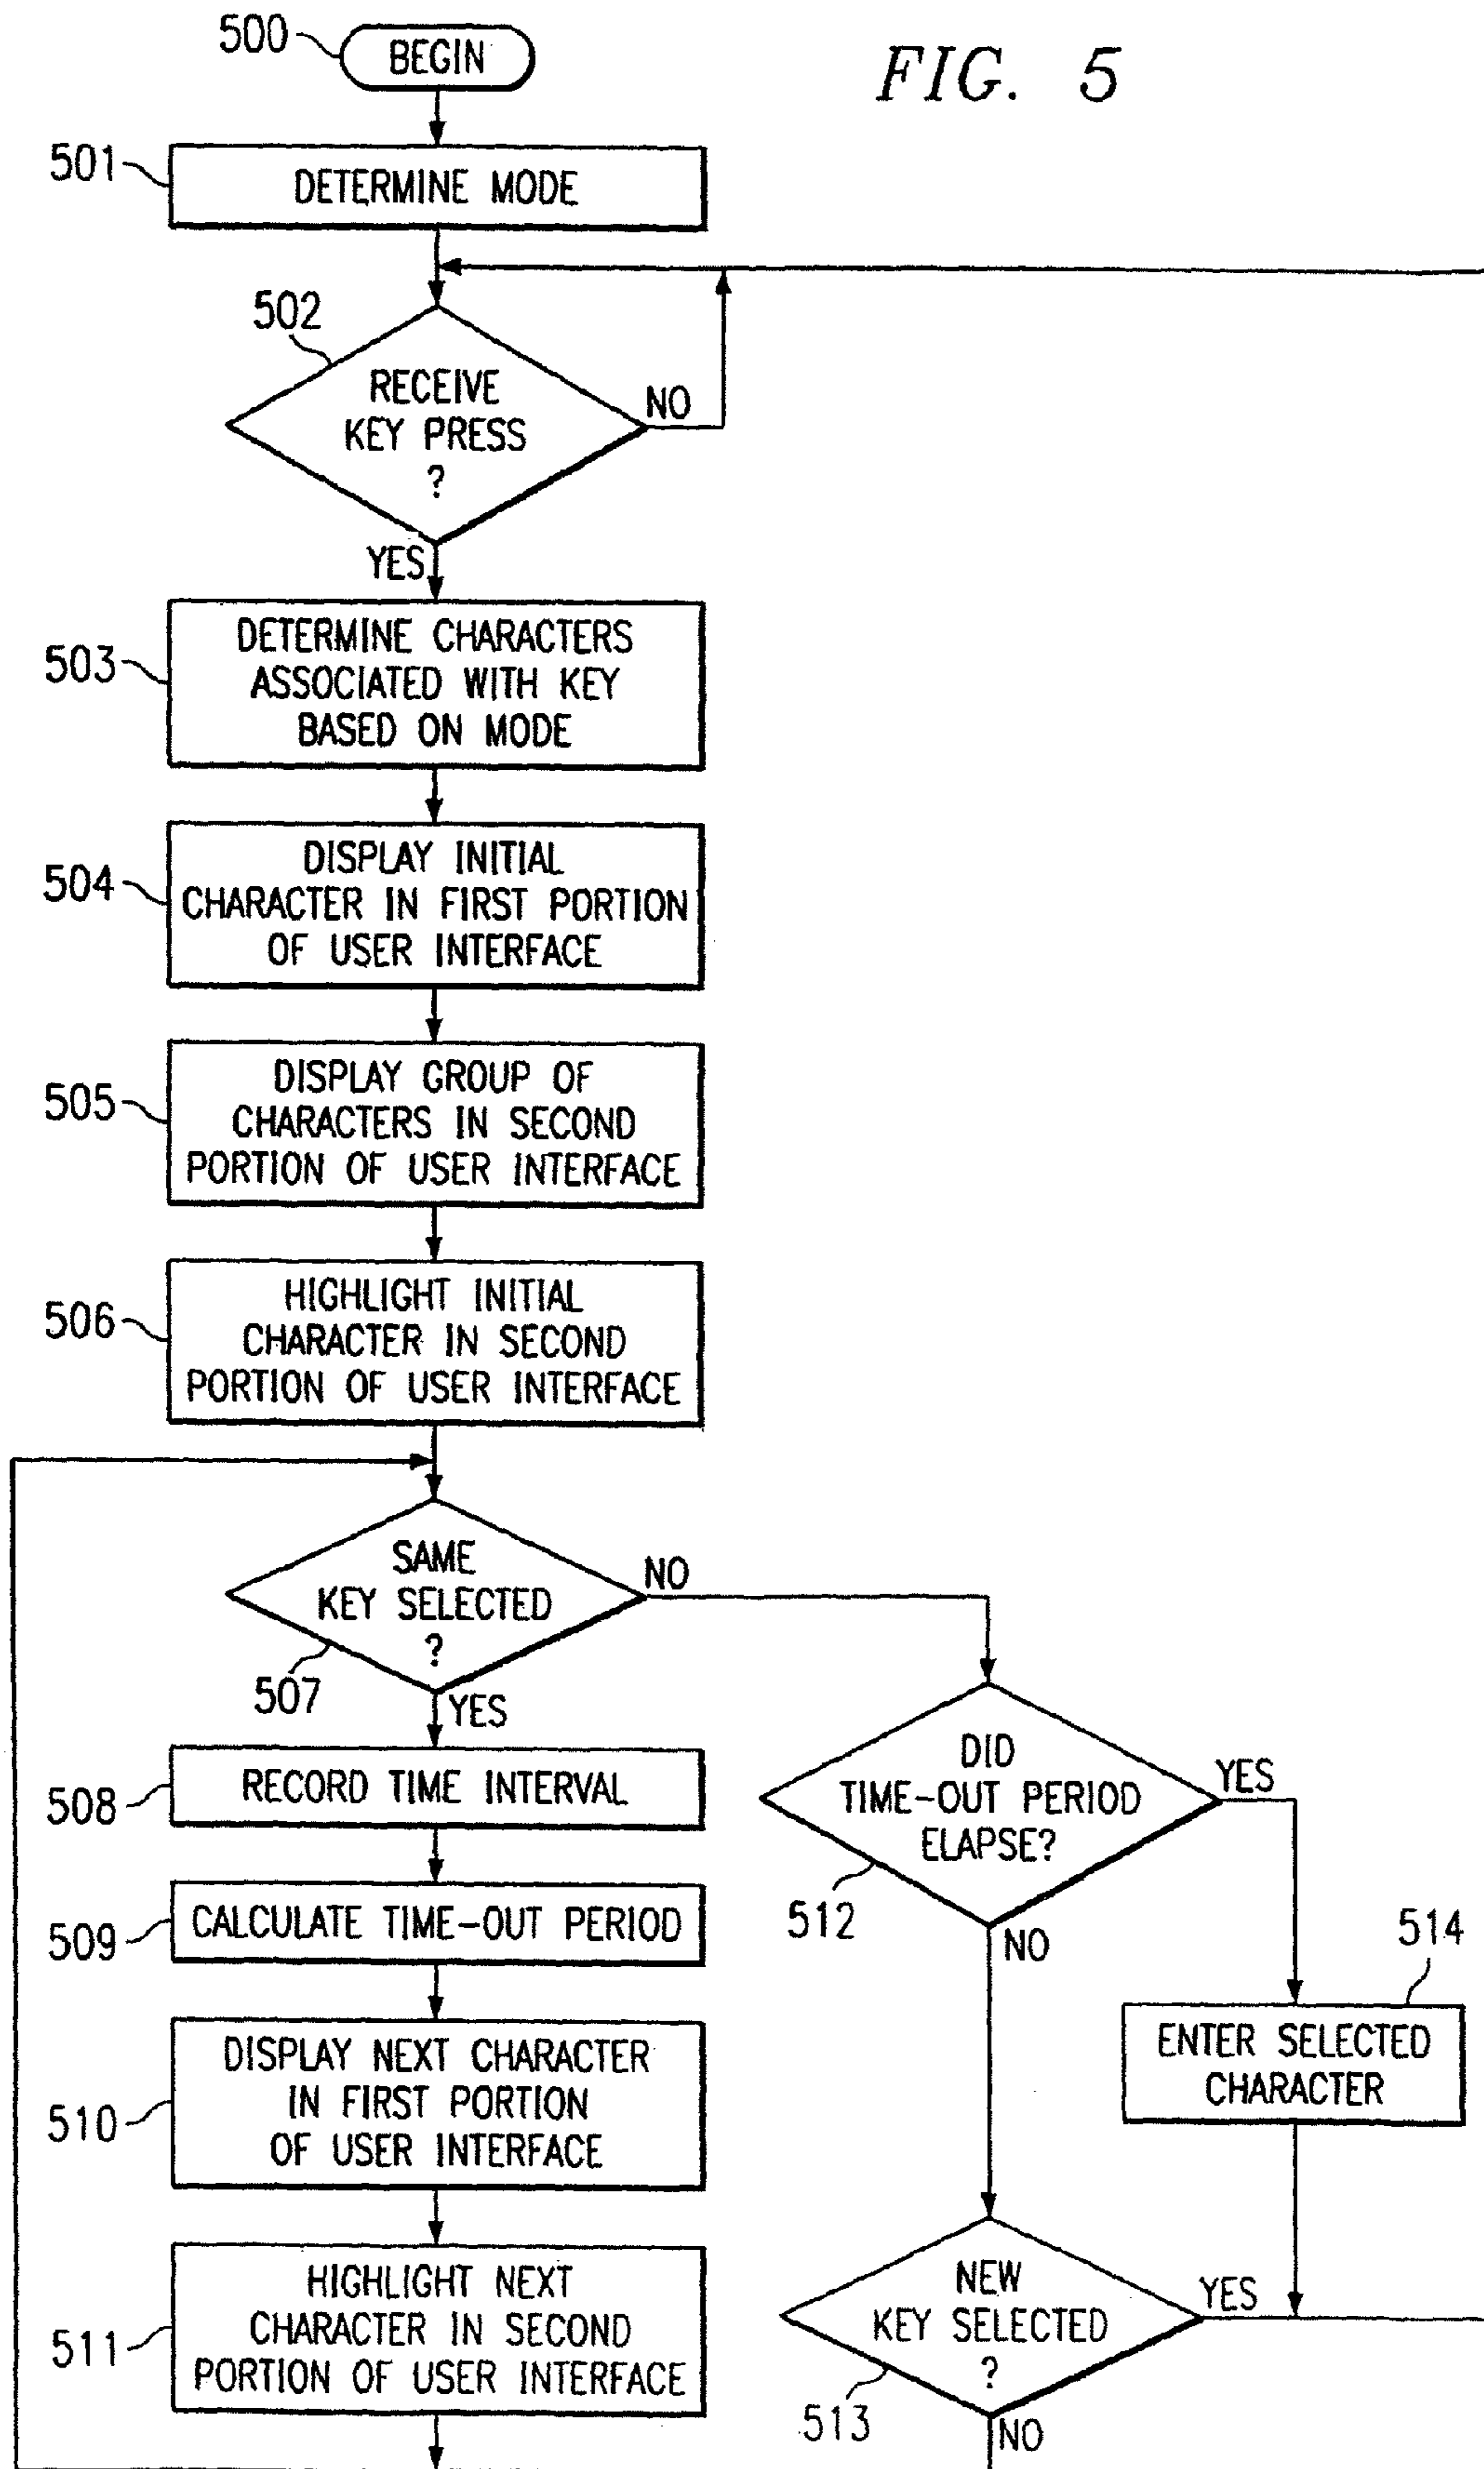 FIG. 5
500
BEGIN
501
DETERMINE MODE
502
RECEIVE
KEY PRESS
?
NO
YES
503
DETERMINE CHARACTERS
ASSOCIATED WITH KEY
BASED ON MODE
504
DISPLAY INITIAL
CHARACTER IN FIRST PORTION
OF USER INTERFACE
505
DISPLAY GROUP OF
CHARACTERS IN SECOND
PORTION OF USER INTERFACE
506
HIGHLIGHT INITIAL
CHARACTER IN SECOND
PORTION OF USER INTERFACE
SAME
KEY SELECTED
?
507
NO
YES
508
RECORD TIME INTERVAL
509
CALCULATE TIME-OUT PERIOD
510
DISPLAY NEXT CHARACTER
IN FIRST PORTION
OF USER INTERFACE
511
HIGHLIGHT NEXT
CHARACTER IN SECOND
PORTION OF USER INTERFACE
DID
TIME-OUT PERIOD
ELAPSE?
512
YES
NO
514
ENTER SELECTED
CHARACTER
NEW
KEY SELECTED
?
513
YES
NO